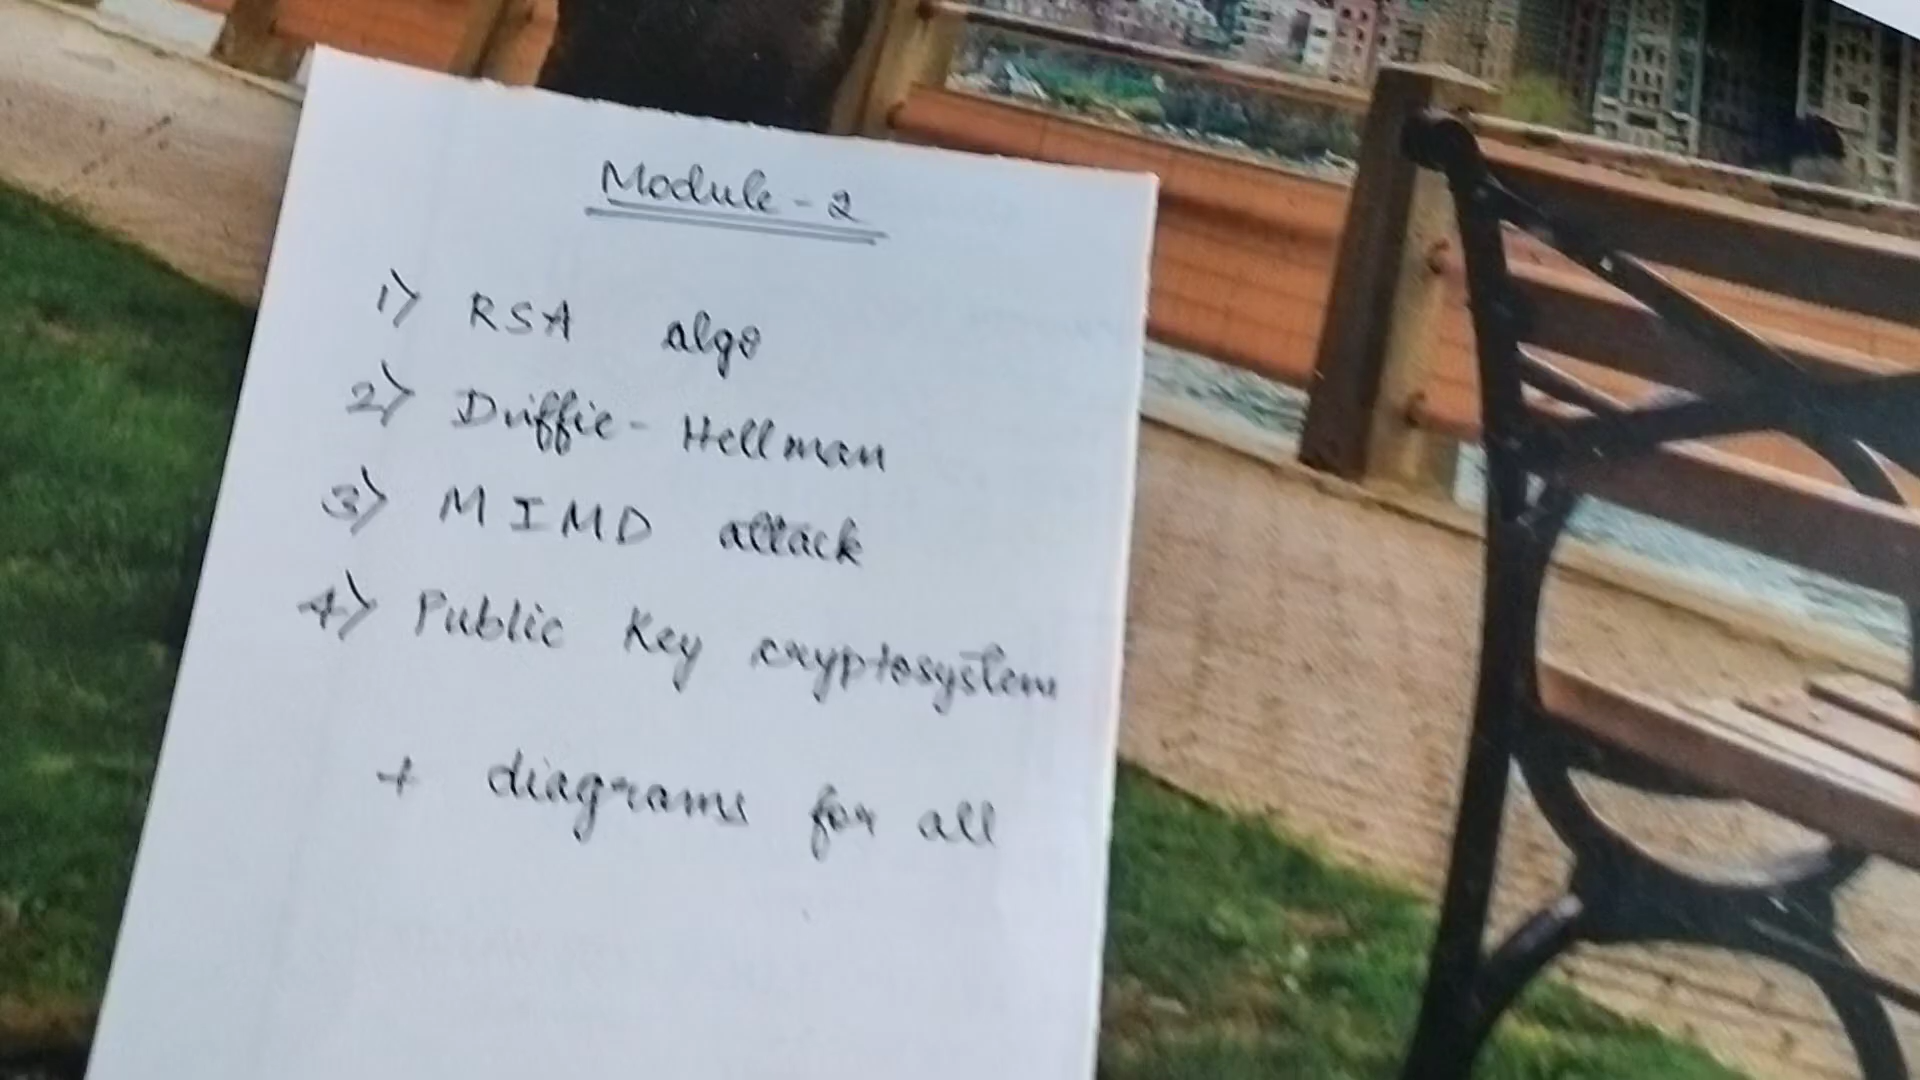 Module - 2
1) RSA algo
2) Driffie - Hellman
3) MIMD attack
4) Public Key cryptosystem
+ diagrams for all